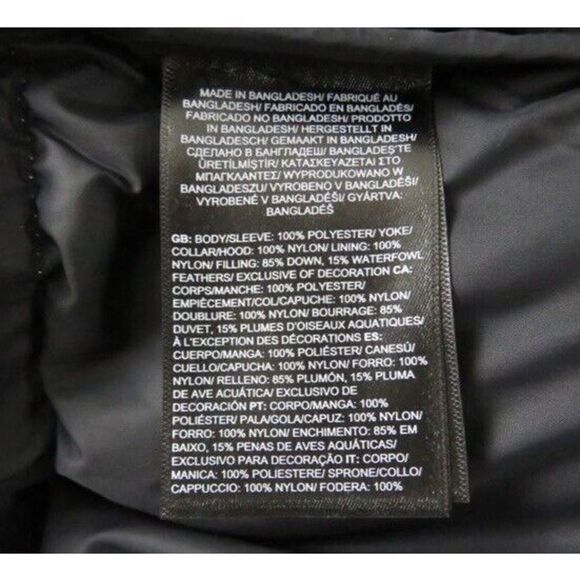 MADE IN BANGLADESH/ FABRIQUÉ AU
BANGLADESH/ FABRICADO EN BANGLADÉS/
FABRICADO NO BANGLADESH/ PRODOTTO
IN BANGLADESH/ HERGESTELLT IN
BANGLADESCH/ GEMAAKT IN BANGLADESH/
СДЕЛАНО В БАНГЛАДЕШ/ BANGLADEŞ'TE
ÜRETİLMİŞTİR/ ΚΑΤΑΣΚΕΥΑΖΕΤΑΙ ΣΤΟ
ΜΠΑΓΚΛΑΝΤΕΣ/ WYPRODUKOWANO W
BANGLADESZU/ VYROBENO V BANGLADÉŠI/
VYROBENÉ V BANGLADÉŠI/ GYÁRTVA:
BANGLADÉS
GB: BODY/SLEEVE: 100% POLYESTER/ YOKE/
COLLAR/HOOD: 100% NYLON/ LINING: 100%
NYLON/ FILLING: 85% DOWN, 15% WATERFOWL
FEATHERS/ EXCLUSIVE OF DECORATION CA:
CORPS/MANCHE: 100% POLYESTER/
EMPIÈCEMENT/COL/CAPUCHE: 100% NYLON/
DOUBLURE: 100% NYLON/ BOURRAGE: 85%
DUVET, 15% PLUMES D'OISEAUX AQUATIQUES/
À L'EXCEPTION DES DÉCORATIONS ES:
CUERPO/MANGA: 100% POLIÉSTER/ CANESÚ/
CUELLO/CAPUCHA: 100% NYLON/ FORRO: 100%
NYLON/ RELLENO: 85% PLUMÓN, 15% PLUMA
DE AVE ACUÁTICA/ EXCLUSIVO DE
DECORACIÓN PT: CORPO/MANGA: 100%
POLIÉSTER/ PALA/GOLA/CAPUZ: 100% NYLON/
FORRO: 100% NYLON/ ENCHIMENTO: 85% EM
BAIXO, 15% PENAS DE AVES AQUÁTICAS/
EXCLUSIVO PARA DECORAÇÃO IT: CORPO/
MANICA: 100% POLIESTERE/ SPRONE/COLLO/
CAPPUCCIO: 100% NYLON/ FODERA: 100%